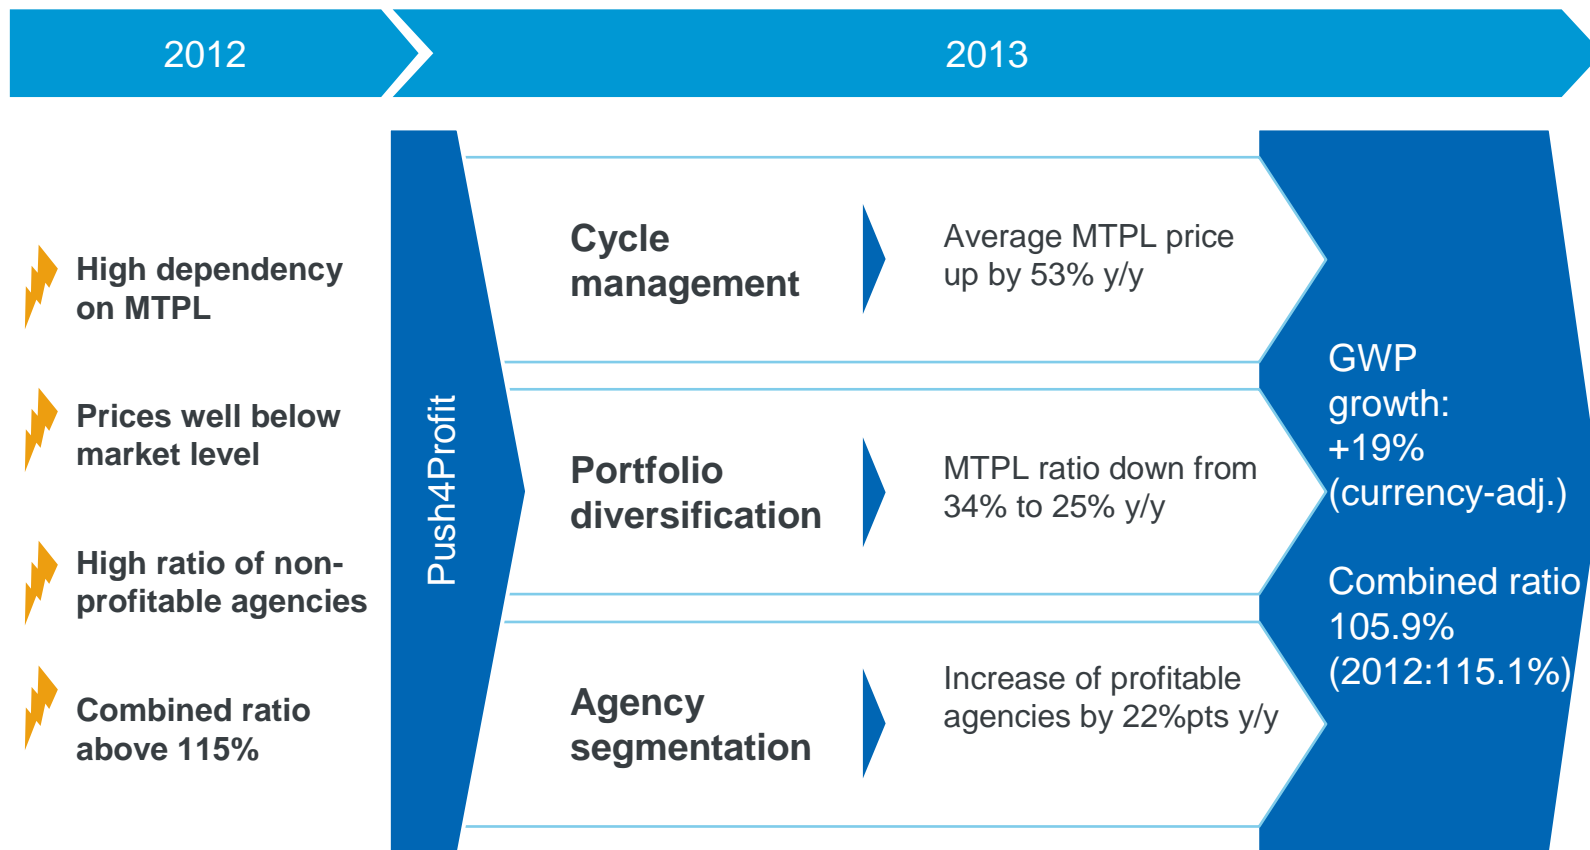 2012
2013
High dependency
on MTPL
Prices well below
market level
High ratio of non-
profitable agencies
Combined ratio
above 115%
Push4Profit
Cycle
management
Average MTPL price
up by 53% y/y
Portfolio
diversification
MTPL ratio down from
34% to 25% y/y
Agency
segmentation
Increase of profitable
agencies by 22%pts y/y
GWP
growth:
+19%
(currency-adj.)
Combined ratio
105.9%
(2012:115.1%)